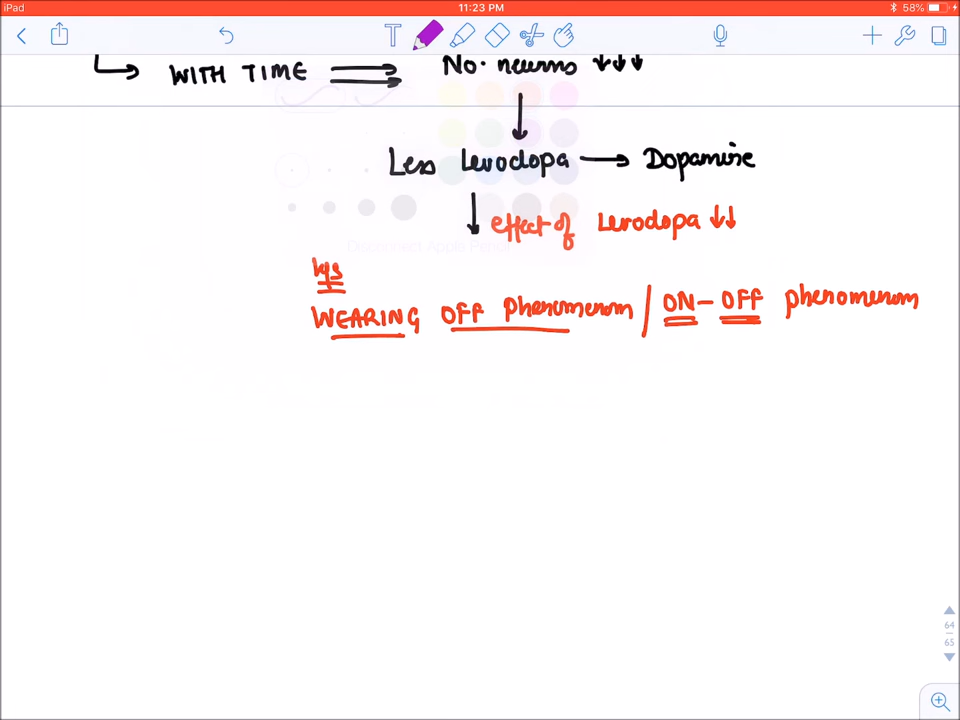 iPad 11:23 PM 58%
T
WITH TIME No. neurons ↓↓↓
Less Levodopa → Dopamine
↓ effect of Levodopa ↓↓
k/s
WEARING OFF phenomenon / ON-OFF phenomenon
64
65